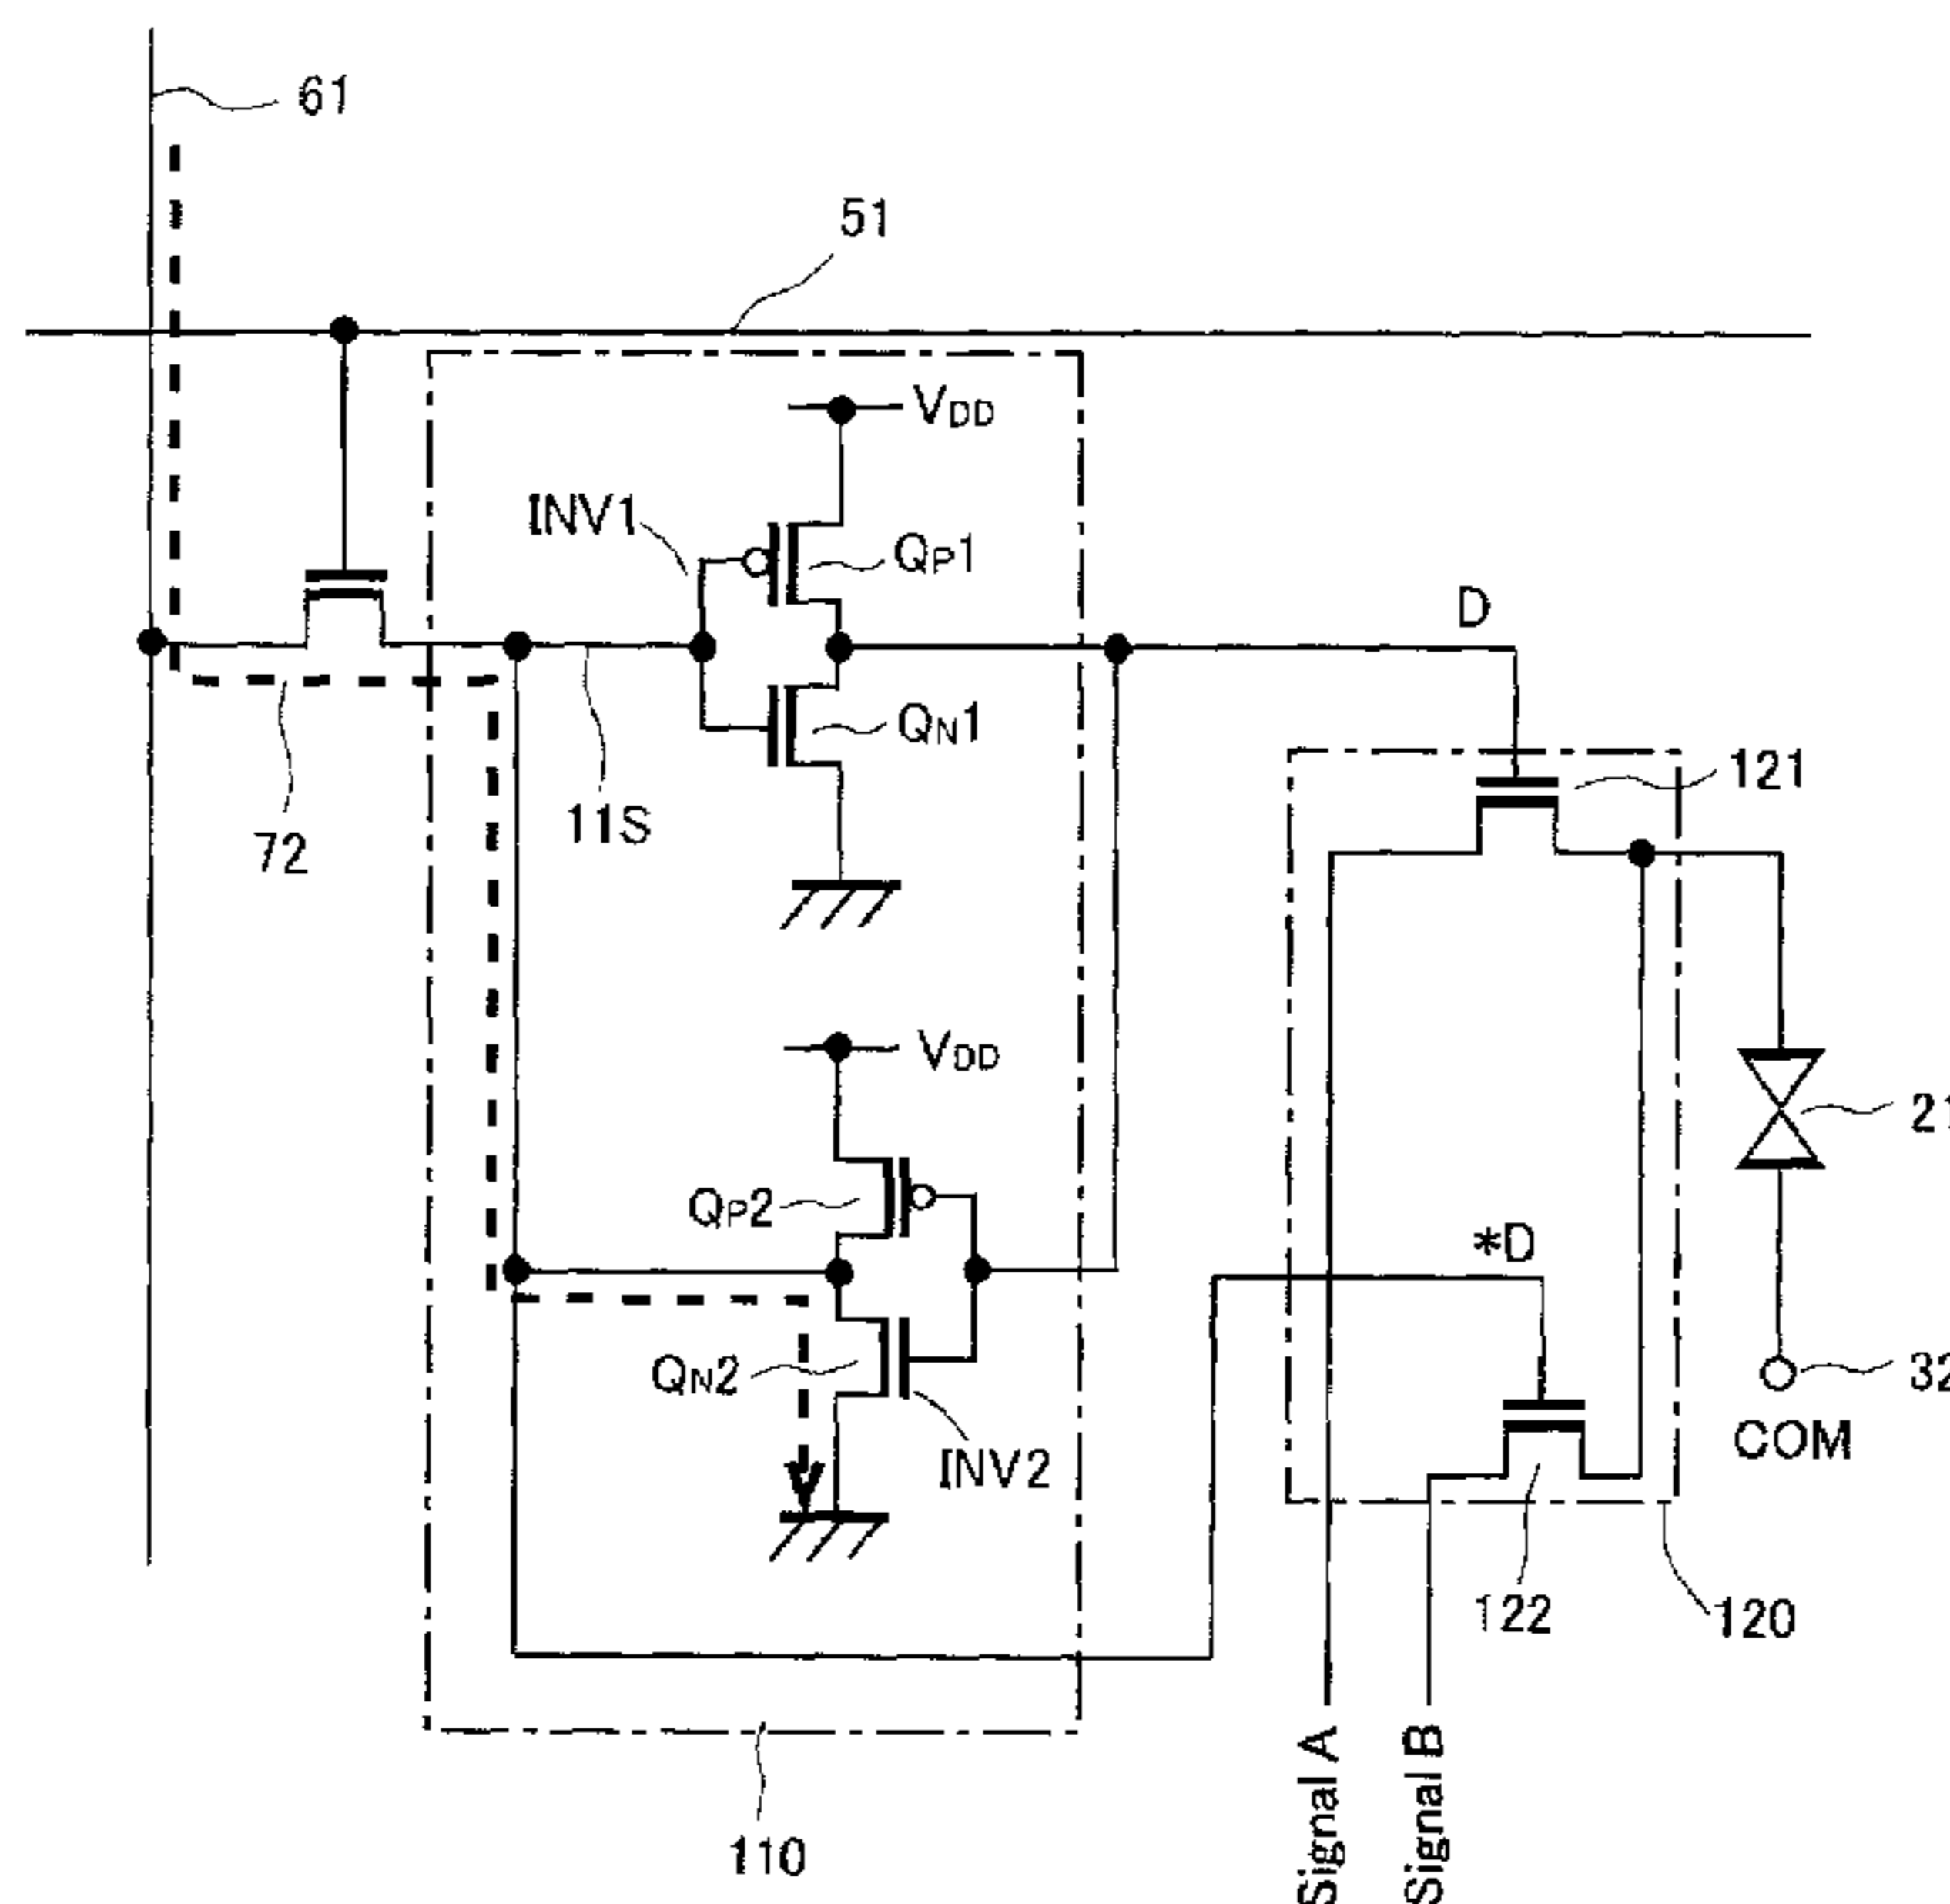 61
51
VDD
INV1
QP1
D
QN1
121
11S
72
VDD
21
QP2
*D
QN2
32
INV2
COM
122
120
110
Signal A
Signal B